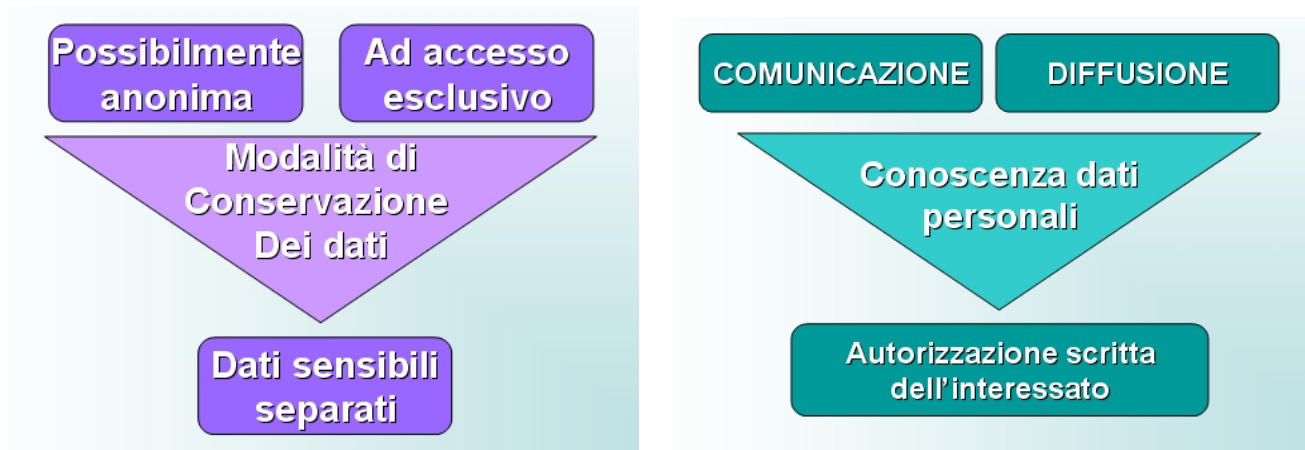 Possibilmente
anonima
Ad accesso
esclusivo
Modalità di
Conservazione
Dei dati
Dati sensibili
separati
COMUNICAZIONE
DIFFUSIONE
Conoscenza dati
personali
Autorizzazione scritta
dell'interessato